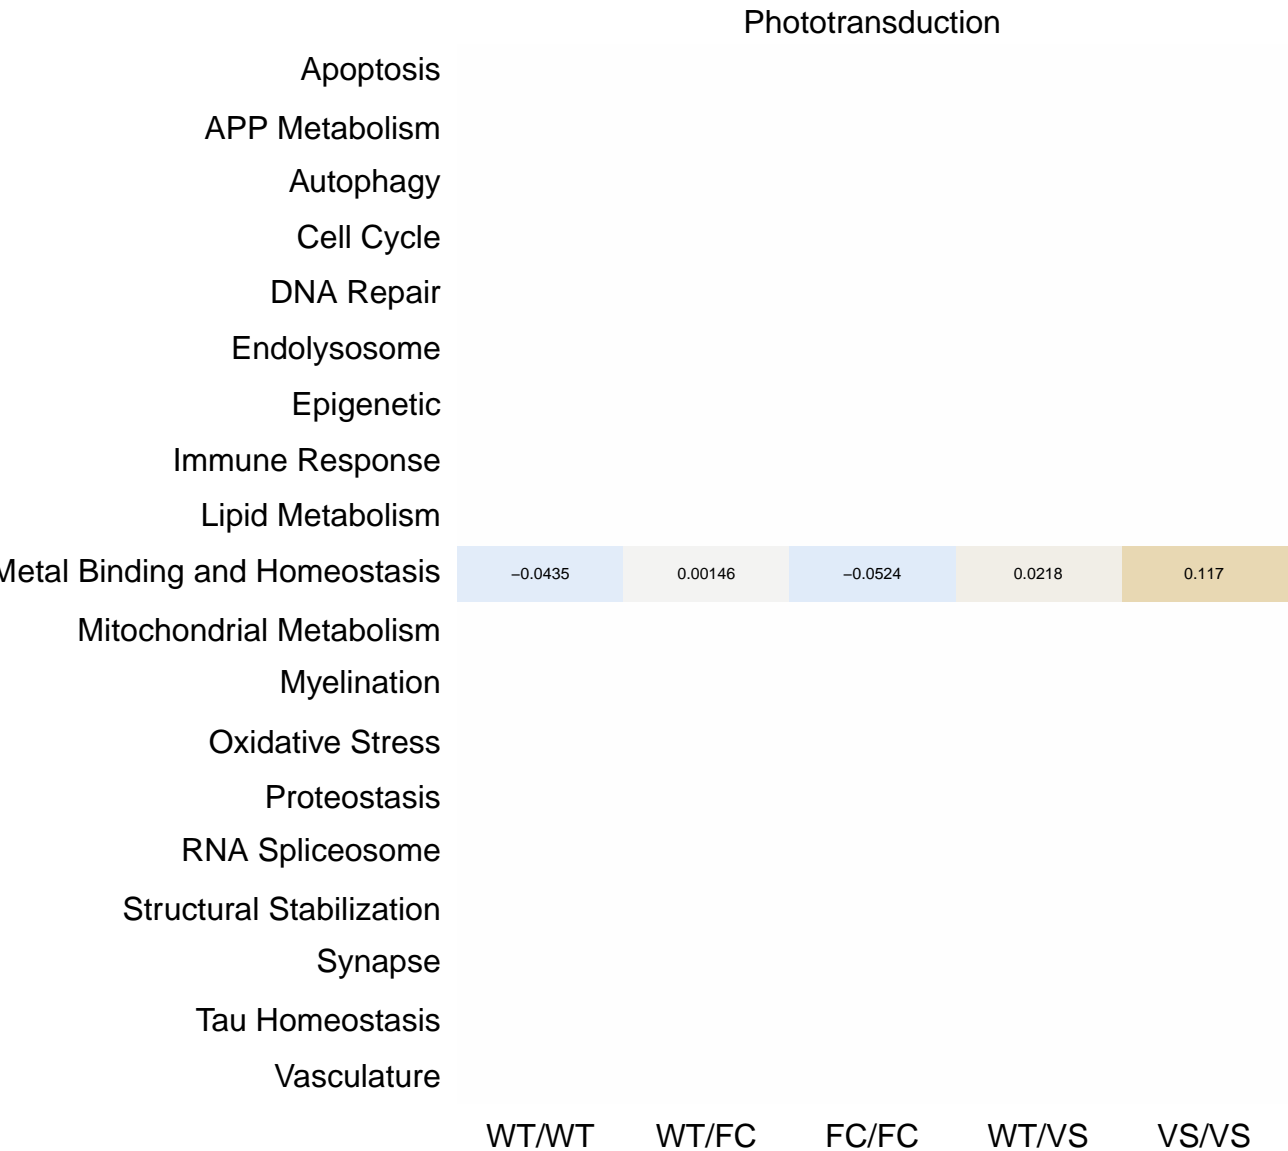 Phototransduction
Apoptosis
APP Metabolism
Autophagy
Cell Cycle
DNA Repair
Endolysosome
Epigenetic
Immune Response
Lipid Metabolism
Metal Binding and Homeostasis −0.0435 0.00146 −0.0524 0.0218 0.117
Mitochondrial Metabolism
Myelination
Oxidative Stress
Proteostasis
RNA Spliceosome
Structural Stabilization
Synapse
Tau Homeostasis
Vasculature
WT/WT WT/FC FC/FC WT/VS VS/VS